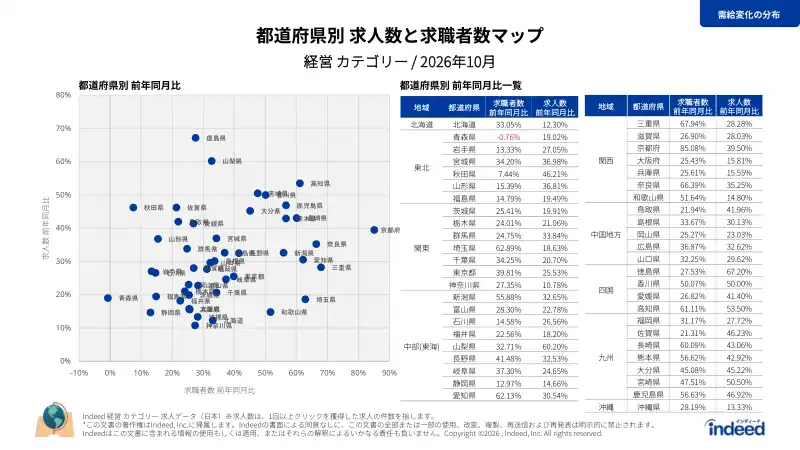 需給変化の分布
都道府県別 求人数と求職者数マップ
経営 カテゴリー / 2026年10月
都道府県別 前年同月比
80%
70%
60%
50%
40%
30%
20%
10%
0%
-10% 0% 10% 20% 30% 40% 50% 60% 70% 80% 90%
求人数 前年同月比
求職者数 前年同月比
徳島県
山梨県
高知県
宮崎県
秋田県
佐賀県
鹿児島県
大分県
愛媛県
京都府
山形県
宮城県
奈良県
群馬県
長野県
新潟県
愛知県
三重県
岐阜県
東京都
千葉県
青森県
福井県
埼玉県
静岡県
和歌山県
北海道
神奈川県
都道府県別 前年同月比一覧
地域 都道府県 求職者数 前年同月比 求人数 前年同月比
北海道 北海道 33.05% 12.30%
東北 青森県 -0.76% 19.02%
岩手県 13.33% 27.05%
宮城県 34.20% 36.98%
秋田県 7.44% 46.21%
山形県 15.39% 36.81%
福島県 14.79% 19.49%
関東 茨城県 25.41% 19.91%
栃木県 24.01% 21.06%
群馬県 24.75% 33.84%
埼玉県 62.89% 18.63%
千葉県 34.25% 20.70%
東京都 39.81% 25.53%
神奈川県 27.35% 10.78%
中部(東海) 新潟県 55.88% 32.65%
富山県 28.30% 22.78%
石川県 14.58% 26.56%
福井県 22.56% 18.20%
山梨県 32.71% 60.20%
長野県 41.48% 32.53%
岐阜県 37.30% 24.65%
静岡県 12.97% 14.66%
愛知県 62.13% 30.54%
地域 都道府県 求職者数 前年同月比 求人数 前年同月比
関西 三重県 67.94% 28.28%
滋賀県 26.90% 28.03%
京都府 85.08% 39.50%
大阪府 25.43% 15.81%
兵庫県 25.61% 15.55%
奈良県 66.39% 35.25%
和歌山県 51.64% 14.80%
中国地方 鳥取県 21.94% 41.96%
島根県 33.67% 30.13%
岡山県 25.27% 23.03%
広島県 36.87% 32.62%
山口県 32.25% 29.62%
四国 徳島県 27.53% 67.20%
香川県 50.07% 50.00%
愛媛県 26.82% 41.40%
高知県 61.11% 53.50%
九州 福岡県 31.17% 27.72%
佐賀県 21.31% 46.23%
長崎県 60.09% 43.06%
熊本県 56.62% 42.92%
大分県 45.08% 45.22%
宮崎県 47.51% 50.50%
鹿児島県 56.63% 46.92%
沖縄 沖縄県 28.19% 13.33%
Indeed 経営 カテゴリー 求人データ（日本）※求人数は、1回以上クリックを獲得した求人の件数を指します。
*この文書の著作権はIndeed, Inc.に帰属します。Indeedの書面による同意なしに、この文書の全部または一部の使用、改変、複製、再送信および再発表は明示的に禁止されます。
Indeedはこの文書に含まれる情報の使用もしくは適用、またはそれらの解釈によるいかなる責任も負いません。Copyright ©2026 , Indeed, Inc. All rights reserved.
インディード
indeed